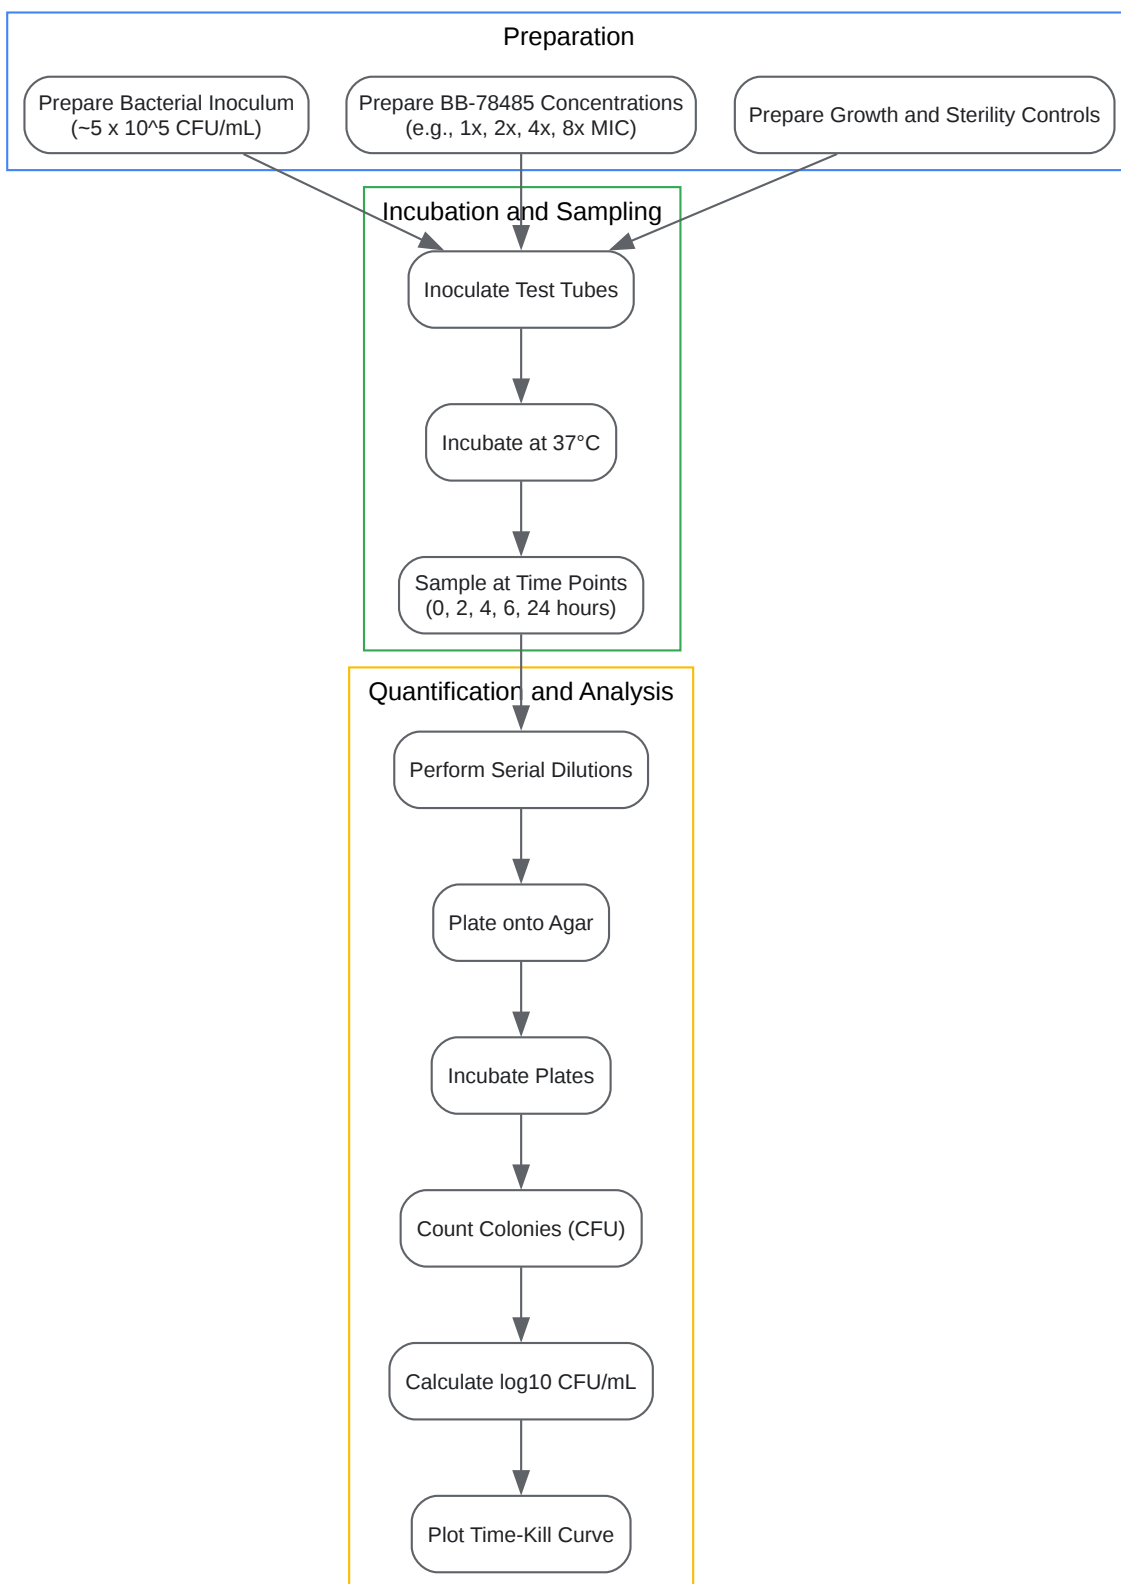 Preparation
Prepare Bacterial Inoculum
(~5 x 10^5 CFU/mL)
Prepare BB-78485 Concentrations
(e.g., 1x, 2x, 4x, 8x MIC)
Prepare Growth and Sterility Controls
Incubation and Sampling
Inoculate Test Tubes
Incubate at 37°C
Sample at Time Points
(0, 2, 4, 6, 24 hours)
Quantification and Analysis
Perform Serial Dilutions
Plate onto Agar
Incubate Plates
Count Colonies (CFU)
Calculate log10 CFU/mL
Plot Time-Kill Curve